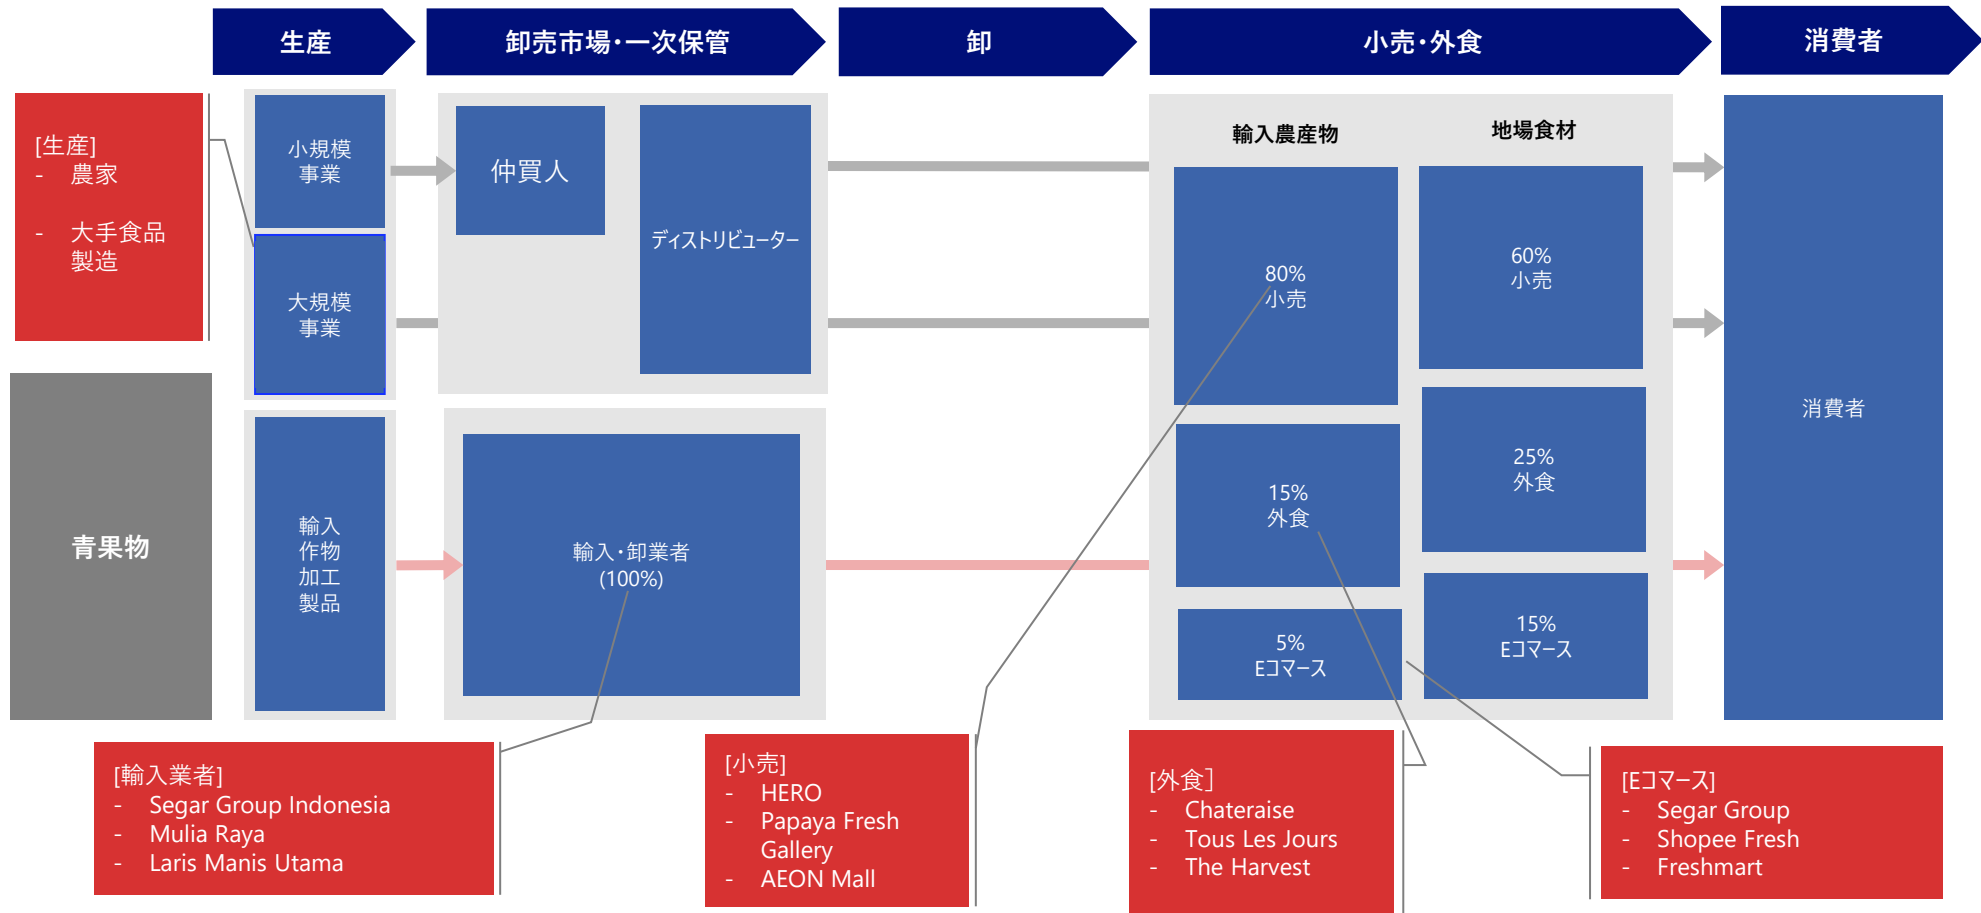 生産
卸売市場・一次保管
卸
小売・外食
消費者
[生産]
- 農家
- 大手食品
製造
小規模
事業
大規模
事業
仲買人
ディストリビューター
輸入農産物
地場食材
80%
小売
60%
小売
15%
外食
25%
外食
5%
Eコマース
15%
Eコマース
消費者
青果物
輸入
作物
加工
製品
輸入・卸業者
(100%)
[輸入業者]
- Segar Group Indonesia
- Mulia Raya
- Laris Manis Utama
[小売]
- HERO
- Papaya Fresh
Gallery
- AEON Mall
[外食］
- Chateraise
- Tous Les Jours
- The Harvest
[Eコマース]
- Segar Group
- Shopee Fresh
- Freshmart